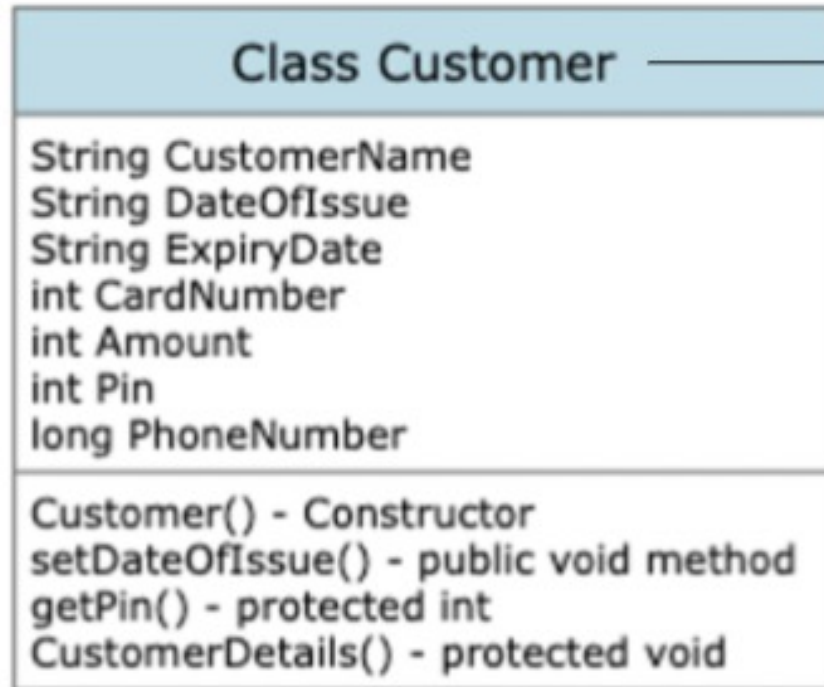 Class Customer
String CustomerName
String DateOfIssue
String ExpiryDate
int CardNumber
int Amount
int Pin
long PhoneNumber
Customer() - Constructor
setDateOfIssue() - public void method
getPin() - protected int
CustomerDetails() - protected void